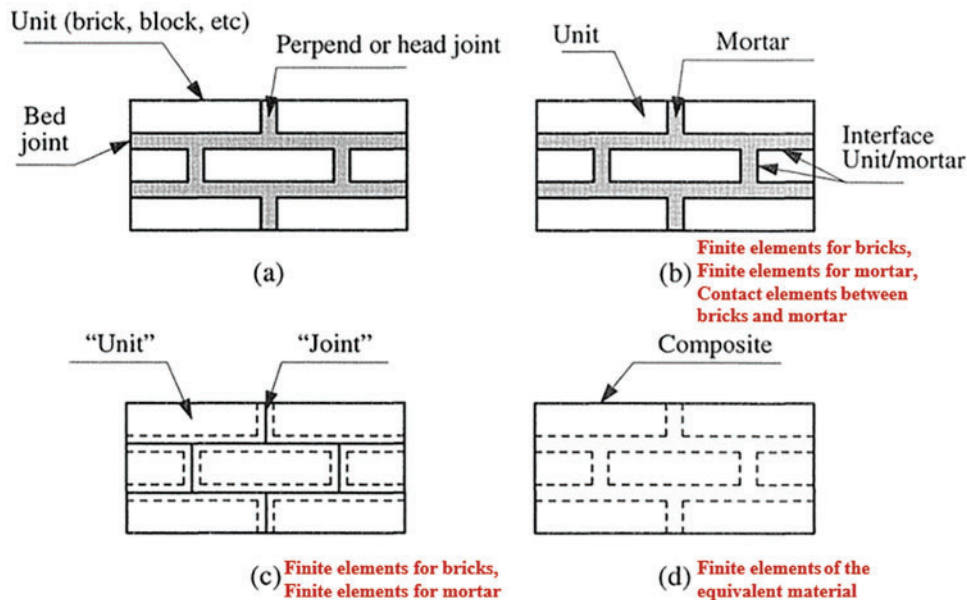 Unit (brick, block, etc)
Perpend or head joint
Bed
joint
(a)
Unit
Mortar
Interface
Unit/mortar
(b)
Finite elements for bricks,
Finite elements for mortar,
Contact elements between
bricks and mortar
“Unit”
“Joint”
(c)
Finite elements for bricks,
Finite elements for mortar
Composite
(d)
Finite elements of the
equivalent material